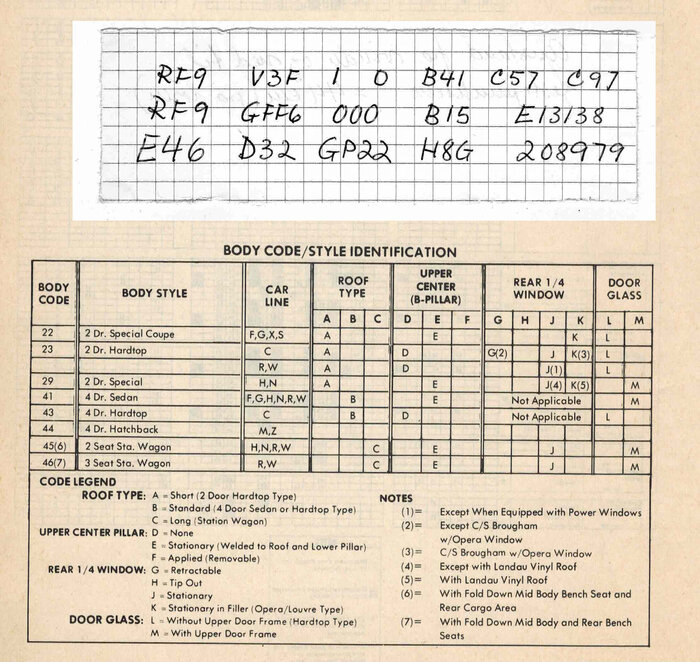 RF9 V3F 1 0 B41 C57 C97
RF9 GFF6 000 B15 E13138
E46 D32 GP22 H8G 208979
BODY CODE/STYLE IDENTIFICATION
BODY CODE BODY STYLE CAR LINE ROOF TYPE UPPER CENTER (B-PILLAR) REAR 1/4 WINDOW DOOR GLASS
A B C D E F G H J K L M
22 2 Dr. Special Coupe F,G,X,S A E K L
23 2 Dr. Hardtop C A D G(2) J K(3) L
R,W A D J(1) L
29 2 Dr. Special H,N A E J(4) K(5) M
41 4 Dr. Sedan F,G,H,N,R,W B E Not Applicable M
43 4 Dr. Hardtop C B D Not Applicable L
44 4 Dr. Hatchback M,Z
45(6) 2 Seat Sta. Wagon H,N,R,W C E J M
46(7) 3 Seat Sta. Wagon R,W C E J M
CODE LEGEND
ROOF TYPE: A = Short (2 Door Hardtop Type)
B = Standard (4 Door Sedan or Hardtop Type)
C = Long (Station Wagon)
UPPER CENTER PILLAR: D = None
E = Stationary (Welded to Roof and Lower Pillar)
F = Applied (Removable)
REAR 1/4 WINDOW: G = Retractable
H = Tip Out
J = Stationary
K = Stationary in Filler (Opera/Louvre Type)
DOOR GLASS: L = Without Upper Door Frame (Hardtop Type)
M = With Upper Door Frame
NOTES
(1)= Except When Equipped with Power Windows
(2)= Except C/S Brougham
w/Opera Window
(3)= C/S Brougham w/Opera Window
(4)= Except with Landau Vinyl Roof
(5)= With Landau Vinyl Roof
(6)= With Fold Down Mid Body Bench Seat and
Rear Cargo Area
(7)= With Fold Down Mid Body and Rear Bench
Seats